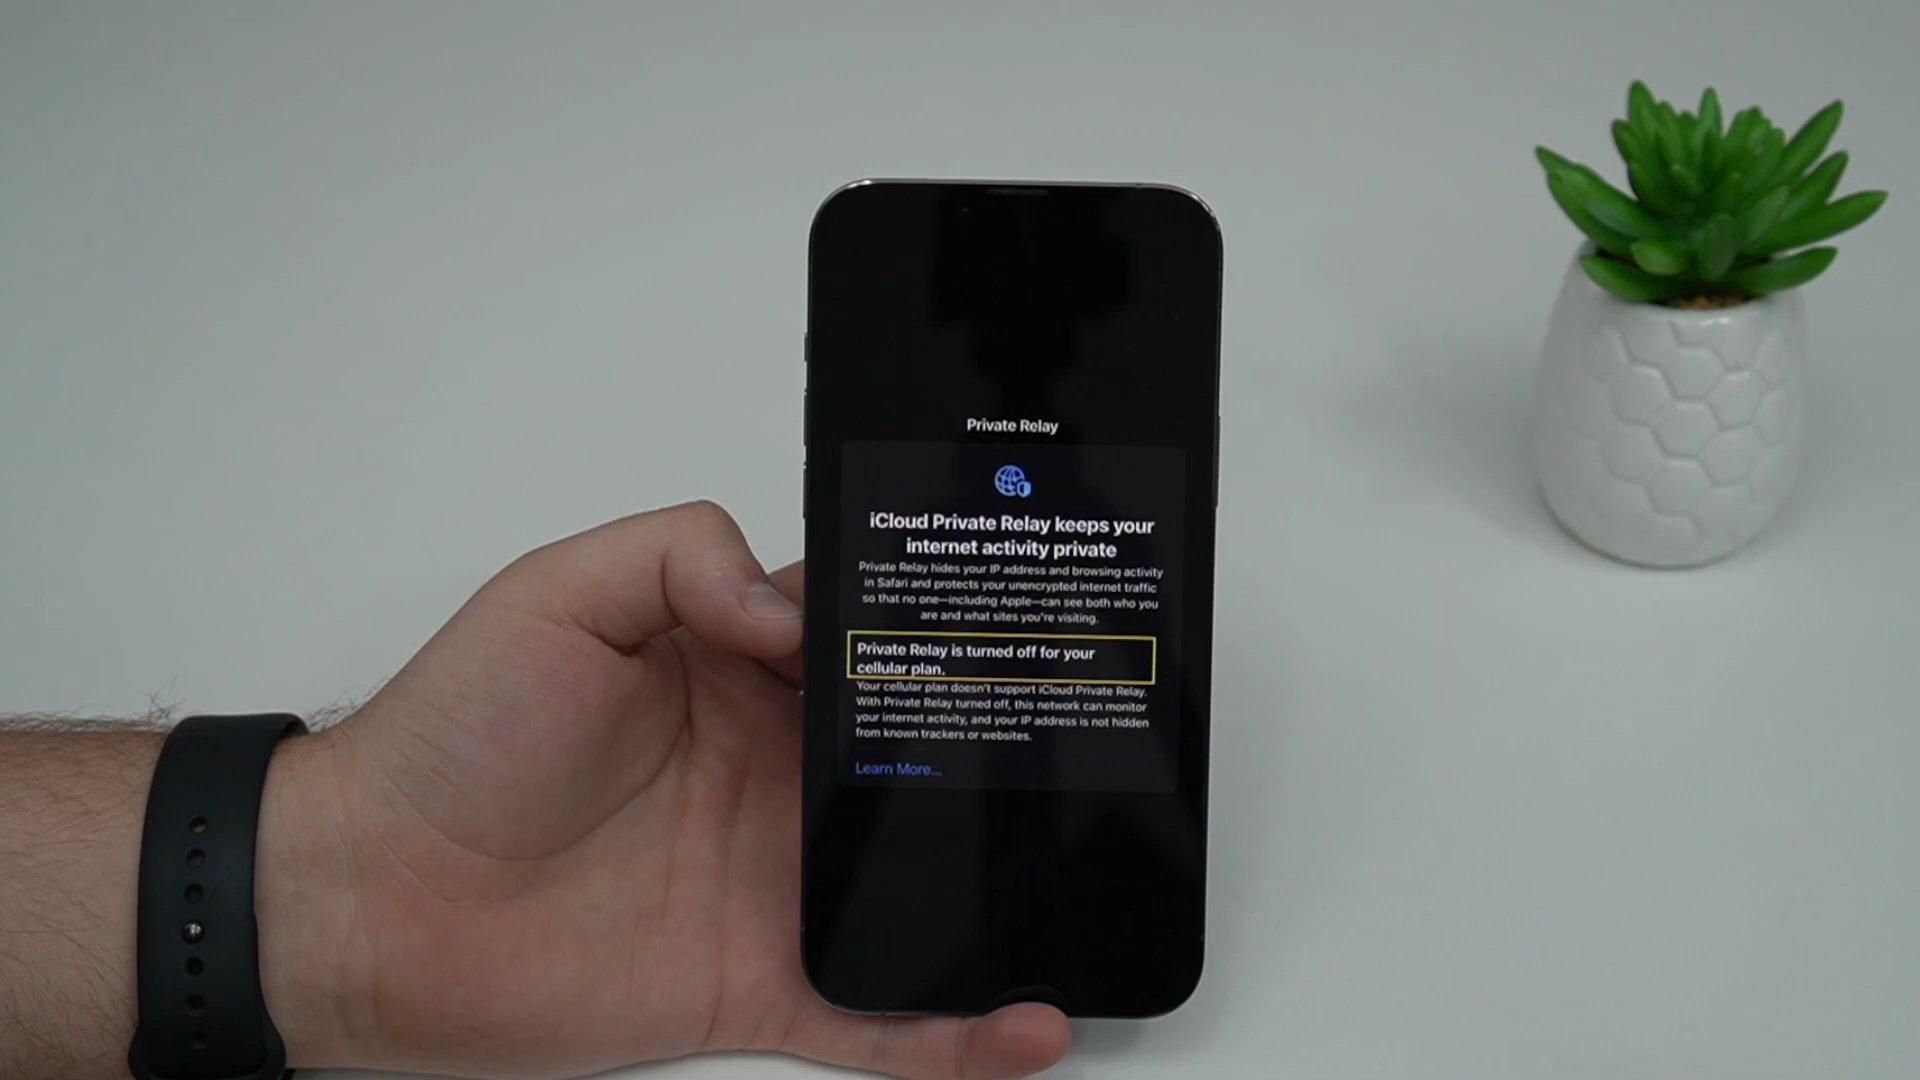 Private Relay
iCloud Private Relay keeps your
internet activity private
Private Relay hides your IP address and browsing activity
in Safari and protects your unencrypted internet traffic
so that no one—including Apple—can see both who you
are and what sites you're visiting.
Private Relay is turned off for your
cellular plan.
Your cellular plan doesn't support iCloud Private Relay.
With Private Relay turned off, this network can monitor
your internet activity, and your IP address is not hidden
from known trackers or websites.
Learn More...